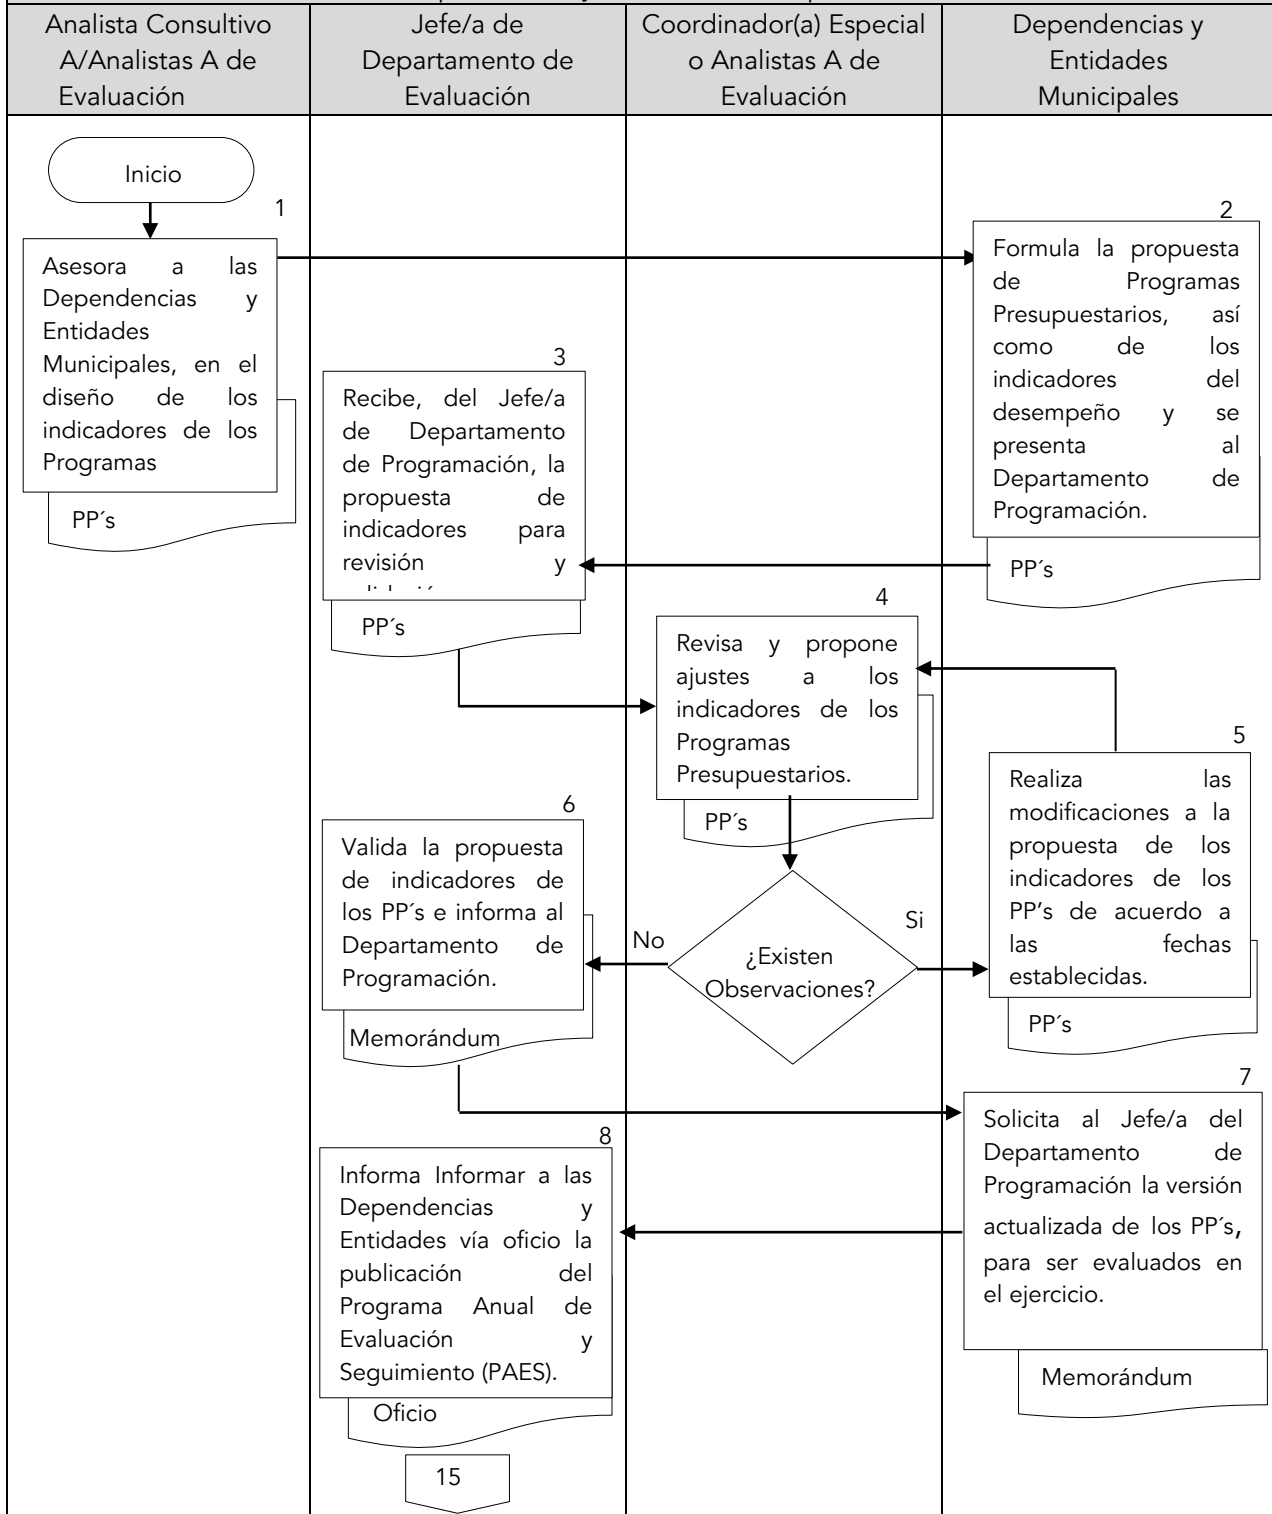 Analista Consultivo
A/Analistas A de
Evaluación
Jefe/a de
Departamento de
Evaluación
Coordinador(a) Especial
o Analistas A de
Evaluación
Dependencias y
Entidades
Municipales
Inicio
1
Asesora a las
Dependencias y
Entidades
Municipales, en el
diseño de los
indicadores de los
Programas
PP´s
2
Formula la propuesta
de Programas
Presupuestarios, así
como de los
indicadores del
desempeño y se
presenta al
Departamento de
Programación.
PP´s
3
Recibe, del Jefe/a
de Departamento
de Programación, la
propuesta de
indicadores para
revisión y
PP´s
4
Revisa y propone
ajustes a los
indicadores de los
Programas
Presupuestarios.
PP´s
5
Realiza las
modificaciones a la
propuesta de los
indicadores de los
PP’s de acuerdo a
las fechas
establecidas.
PP´s
¿Existen
Observaciones?
Si
No
6
Valida la propuesta
de indicadores de
los PP´s e informa al
Departamento de
Programación.
Memorándum
7
Solicita al Jefe/a del
Departamento de
Programación la versión
actualizada de los PP´s,
para ser evaluados en
el ejercicio.
Memorándum
8
Informa Informar a las
Dependencias y
Entidades vía oficio la
publicación del
Programa Anual de
Evaluación y
Seguimiento (PAES).
Oficio
15